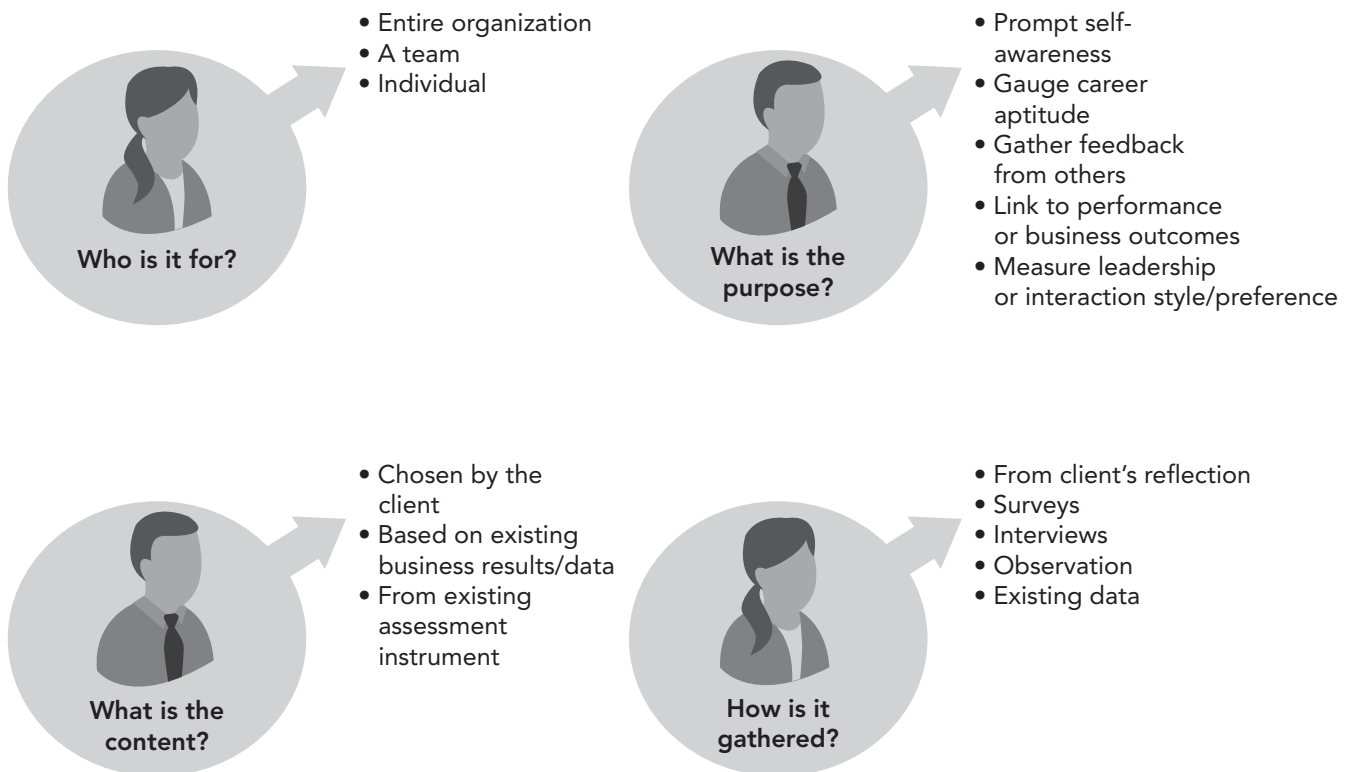 • Entire organization
• A team
• Individual
Who is it for?
• Prompt self-
awareness
• Gauge career
aptitude
• Gather feedback
from others
• Link to performance
or business outcomes
• Measure leadership
or interaction style/preference
What is the
purpose?
• Chosen by the
client
• Based on existing
business results/data
• From existing
assessment
instrument
What is the
content?
• From client’s reflection
• Surveys
• Interviews
• Observation
• Existing data
How is it
gathered?